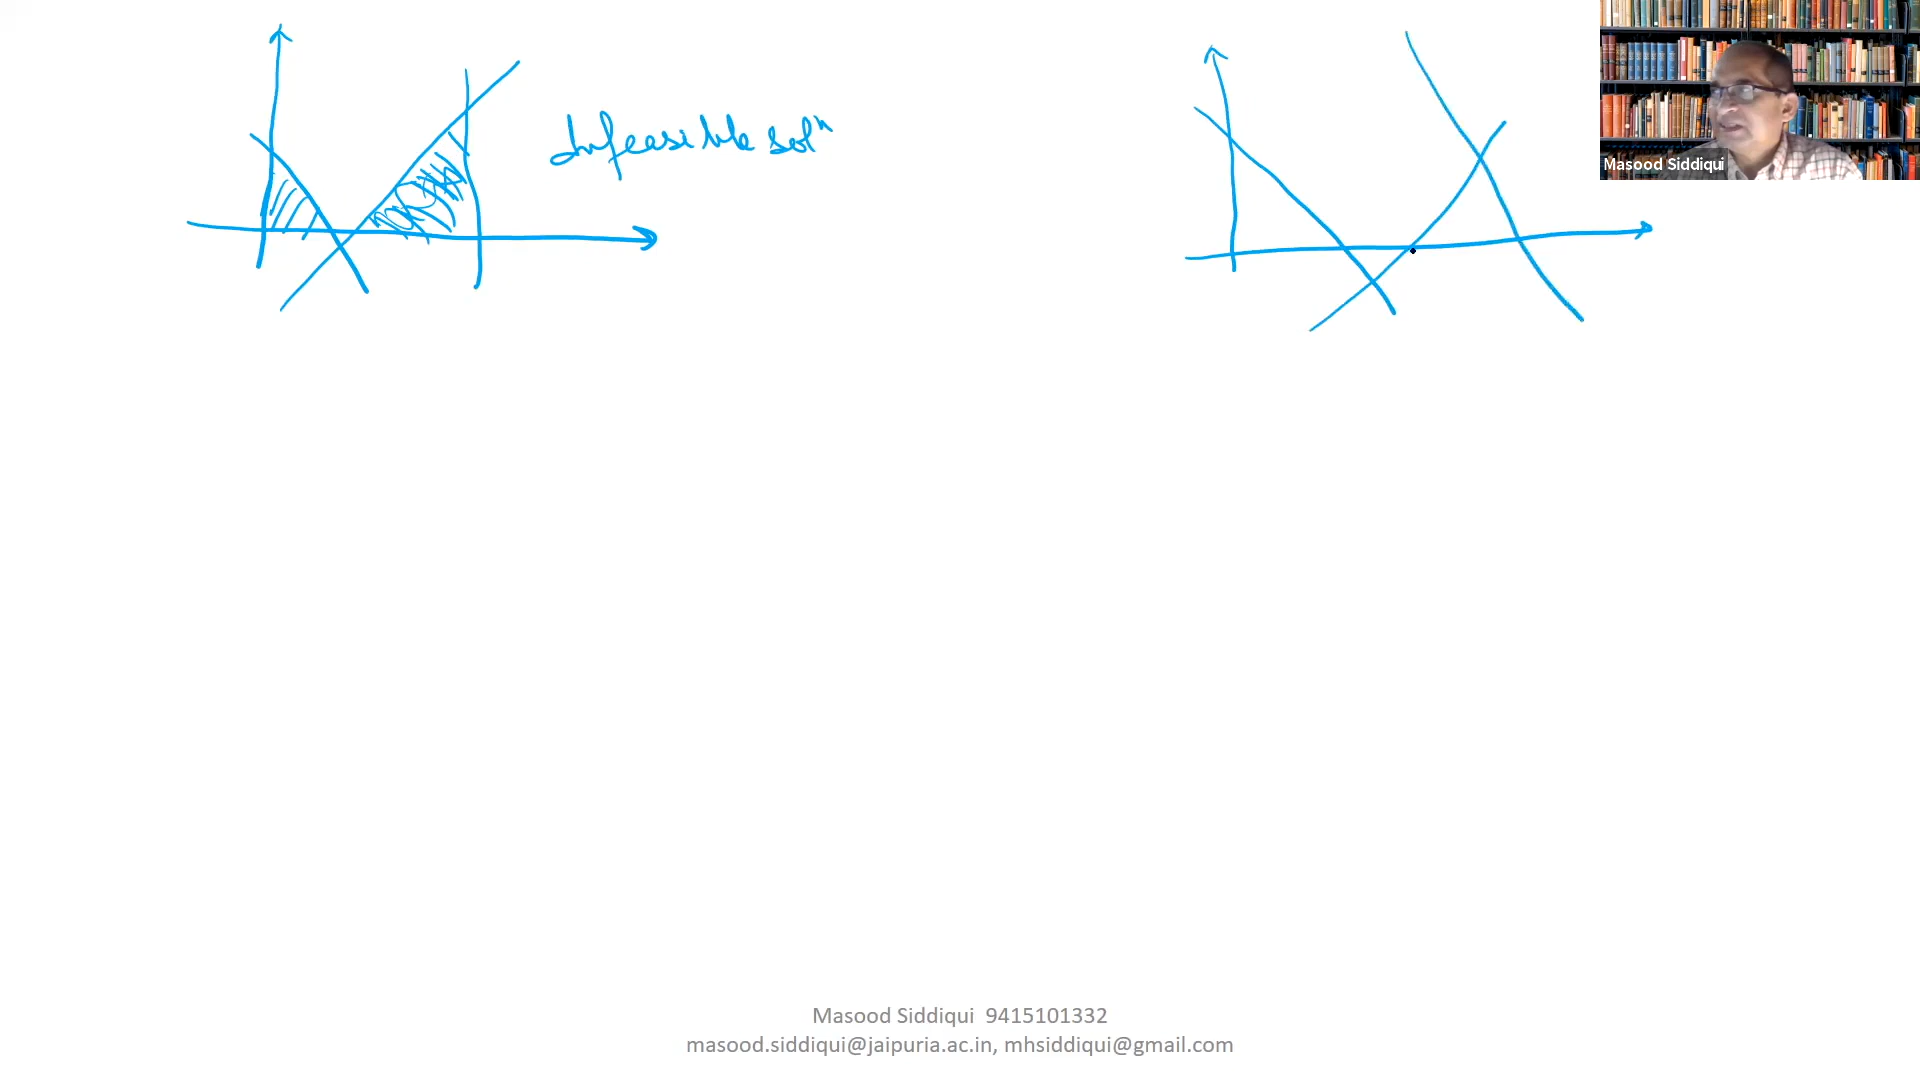 Infeasible solⁿ
Masood Siddiqui
Masood Siddiqui 9415101332
masood.siddiqui@jaipuria.ac.in, mhsiddiqui@gmail.com